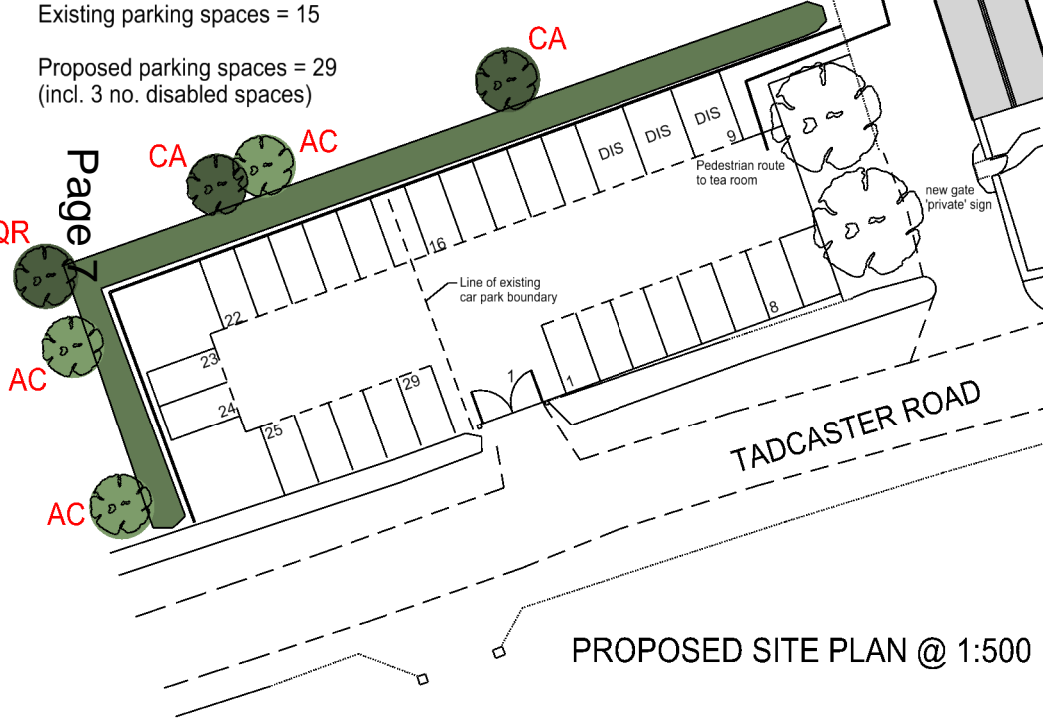 Existing parking spaces = 15
Proposed parking spaces = 29
(incl. 3 no. disabled spaces)
CA
AC
CA
QR
AC
AC
Page 7
DIS
DIS
DIS
9
Pedestrian route
to tea room
new gate
'private' sign
16
Line of existing
car park boundary
22
23
24
25
29
1
1
8
TADCASTER ROAD
PROPOSED SITE PLAN @ 1:500